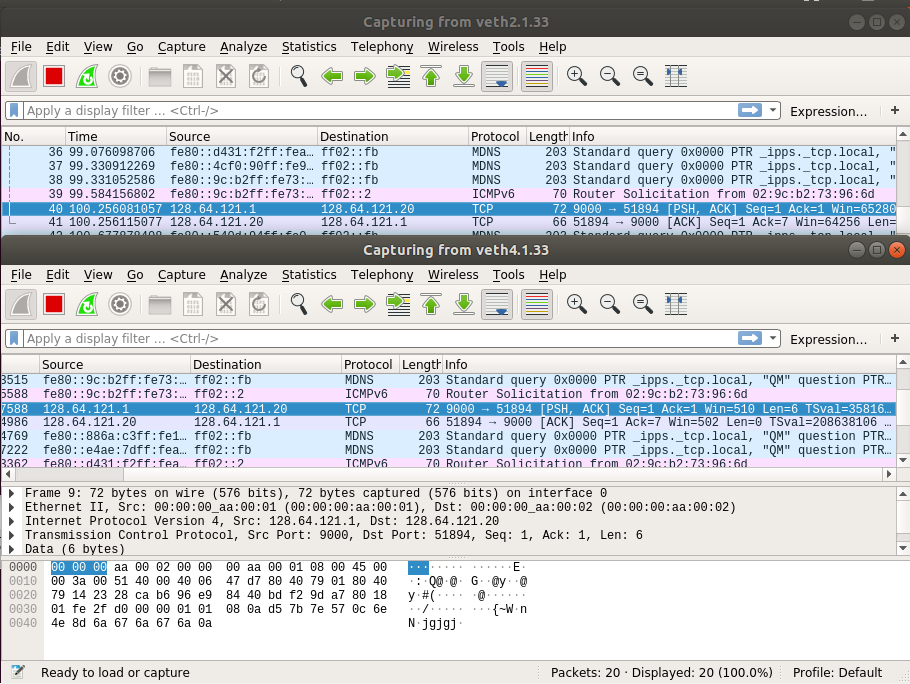 Capturing from veth2.1.33
File Edit View Go Capture Analyze Statistics Telephony Wireless Tools Help
Apply a display filter … <Ctrl-/> Expression… +
No. Time Source Destination Protocol Length Info
36 99.076098706 fe80::d431:f2ff:fea… ff02::fb MDNS 203 Standard query 0x0000 PTR _ipps._tcp.local, "
37 99.330912269 fe80::4cf0:90ff:fe9… ff02::fb MDNS 203 Standard query 0x0000 PTR _ipps._tcp.local, "
38 99.331052586 fe80::9c:b2ff:fe73:… ff02::fb MDNS 203 Standard query 0x0000 PTR _ipps._tcp.local, "
39 99.584156802 fe80::9c:b2ff:fe73:… ff02::2 ICMPv6 70 Router Solicitation from 02:9c:b2:73:96:6d
40 100.256081057 128.64.121.1 128.64.121.20 TCP 72 9000 → 51894 [PSH, ACK] Seq=1 Ack=1 Win=65280
41 100.256115071 128.64.121.20 128.64.121.1 TCP 66 51894 → 9000 [ACK] Seq=1 Ack=7 Win=64256 Len=
Capturing from veth4.1.33
File Edit View Go Capture Analyze Statistics Telephony Wireless Tools Help
Apply a display filter … <Ctrl-/> Expression… +
Source Destination Protocol Length Info
3515 fe80::9c:b2ff:fe73:… ff02::fb MDNS 203 Standard query 0x0000 PTR _ipps._tcp.local, "QM" question PTR…
5588 fe80::9c:b2ff:fe73:… ff02::2 ICMPv6 70 Router Solicitation from 02:9c:b2:73:96:6d
7588 128.64.121.1 128.64.121.20 TCP 72 9000 → 51894 [PSH, ACK] Seq=1 Ack=1 Win=510 Len=6 TSval=35816…
4986 128.64.121.20 128.64.121.1 TCP 66 51894 → 9000 [ACK] Seq=1 Ack=7 Win=502 Len=0 TSval=208638106 …
4769 fe80::886a:c3ff:fe1… ff02::fb MDNS 203 Standard query 0x0000 PTR _ipps._tcp.local, "QM" question PTR…
7222 fe80::e4ae:7dff:fea… ff02::fb MDNS 203 Standard query 0x0000 PTR _ipps._tcp.local, "QM" question PTR…
3362 fe80::d431:f2ff:fea… ff02::2 ICMPv6 70 Router Solicitation from 02:9c:b2:73:96:6d
Frame 9: 72 bytes on wire (576 bits), 72 bytes captured (576 bits) on interface 0
Ethernet II, Src: 00:00:00_aa:00:01 (00:00:00:aa:00:01), Dst: 00:00:00_aa:00:02 (00:00:00:aa:00:02)
Internet Protocol Version 4, Src: 128.64.121.1, Dst: 128.64.121.20
Transmission Control Protocol, Src Port: 9000, Dst Port: 51894, Seq: 1, Ack: 1, Len: 6
Data (6 bytes)
0000 00 00 00 aa 00 02 00 00 00 aa 00 01 08 00 45 00 ········ ······E·
0010 00 3a 00 51 40 00 40 06 47 d7 80 40 79 01 80 40 ·:·Q@·@· G··@y··@
0020 79 14 23 28 ca b6 96 e9 84 40 bd f2 9d a7 80 18 y·#(···· ·@······
0030 01 fe 2f d0 00 00 01 01 08 0a d5 7b 7e 57 0c 6e ··/····· ···{~W·n
0040 4e 8d 6a 67 6a 67 6a 0a N·jgjgj·
Ready to load or capture Packets: 20 · Displayed: 20 (100.0%) Profile: Default